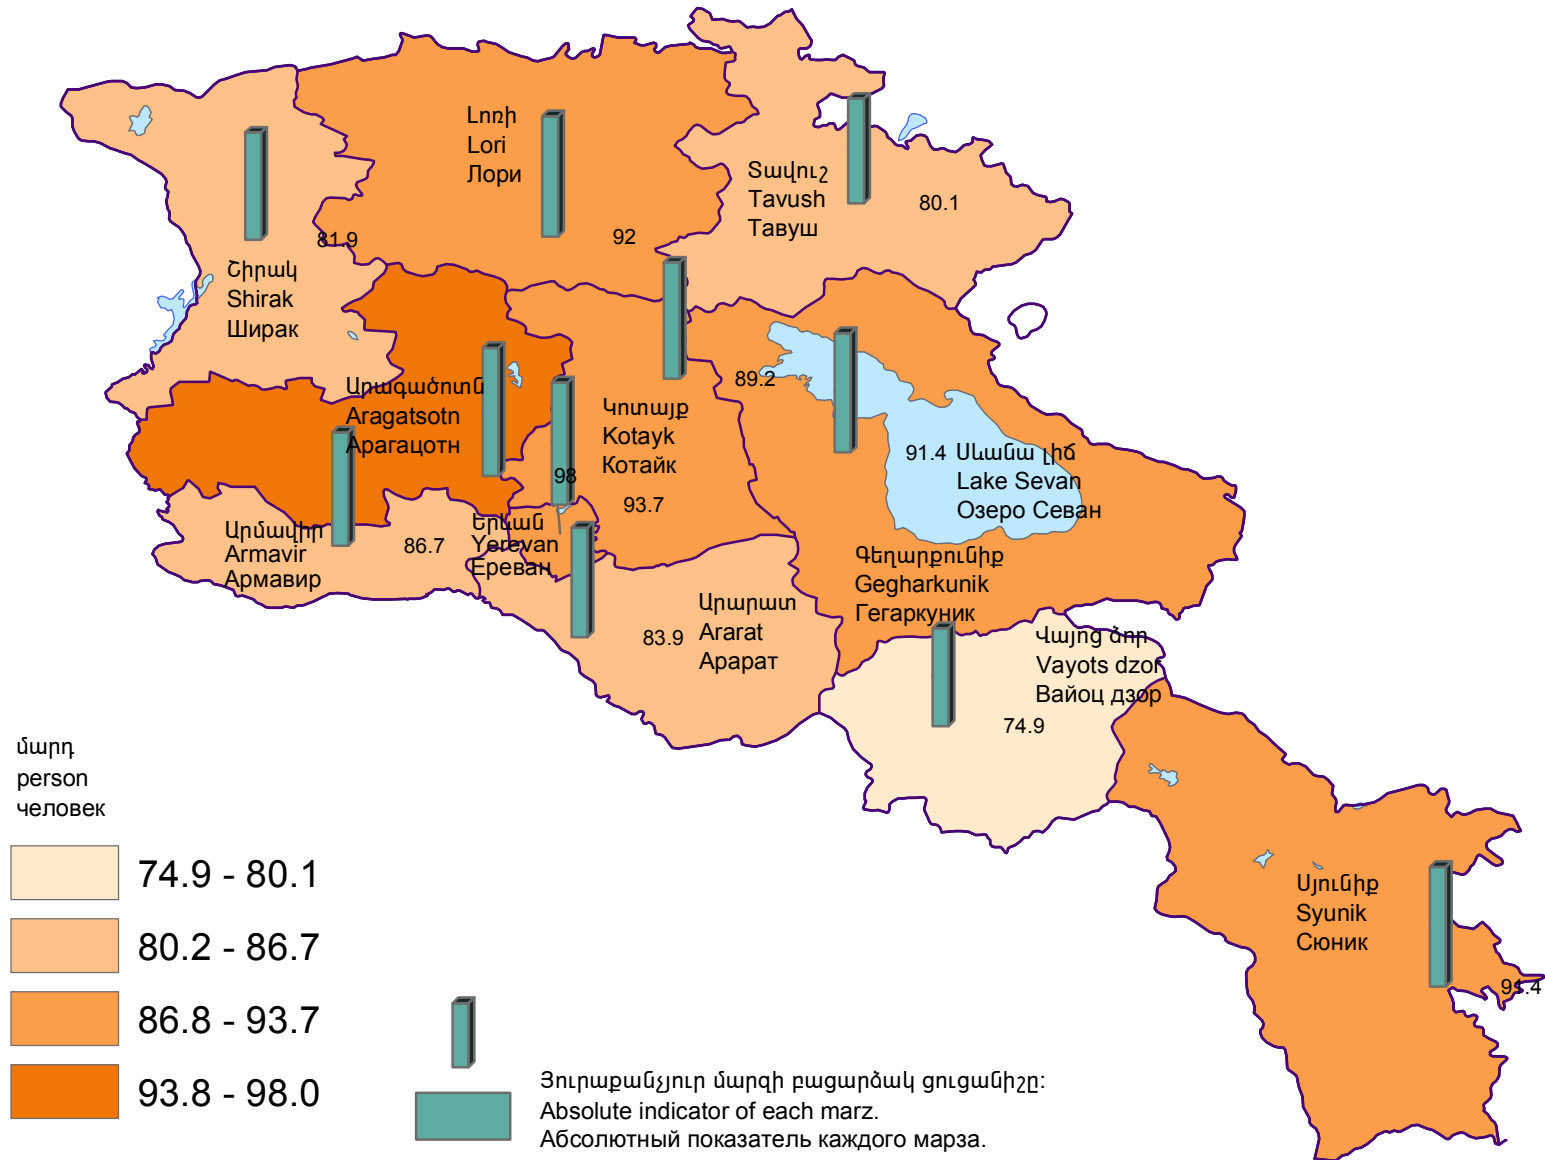 Լոռի
Lori
Лори
92
Տավուշ
Tavush
Тавуш
80.1
81.9
Շիրակ
Shirak
Ширак
Արագածոտն
Aragatsotn
Арагацотн
98
Կոտայք
Kotayk
Котайк
93.7
89.2
91.4
Սևանա լիճ
Lake Sevan
Озеро Севан
Գեղարքունիք
Gegharkunik
Гегаркуник
Արմավիր
Armavir
Армавир
86.7
Երևան
Yerevan
Ереван
83.9
Արարատ
Ararat
Арарат
Վայոց ձոր
Vayots dzor
Вайоц дзор
74.9
Սյունիք
Syunik
Сюник
91.4
մարդ
person
человек
74.9 - 80.1
80.2 - 86.7
86.8 - 93.7
93.8 - 98.0
Յուրաքանչյուր մարզի բացարձակ ցուցանիշը:
Absolute indicator of each marz.
Абсолютный показатель каждого марза.